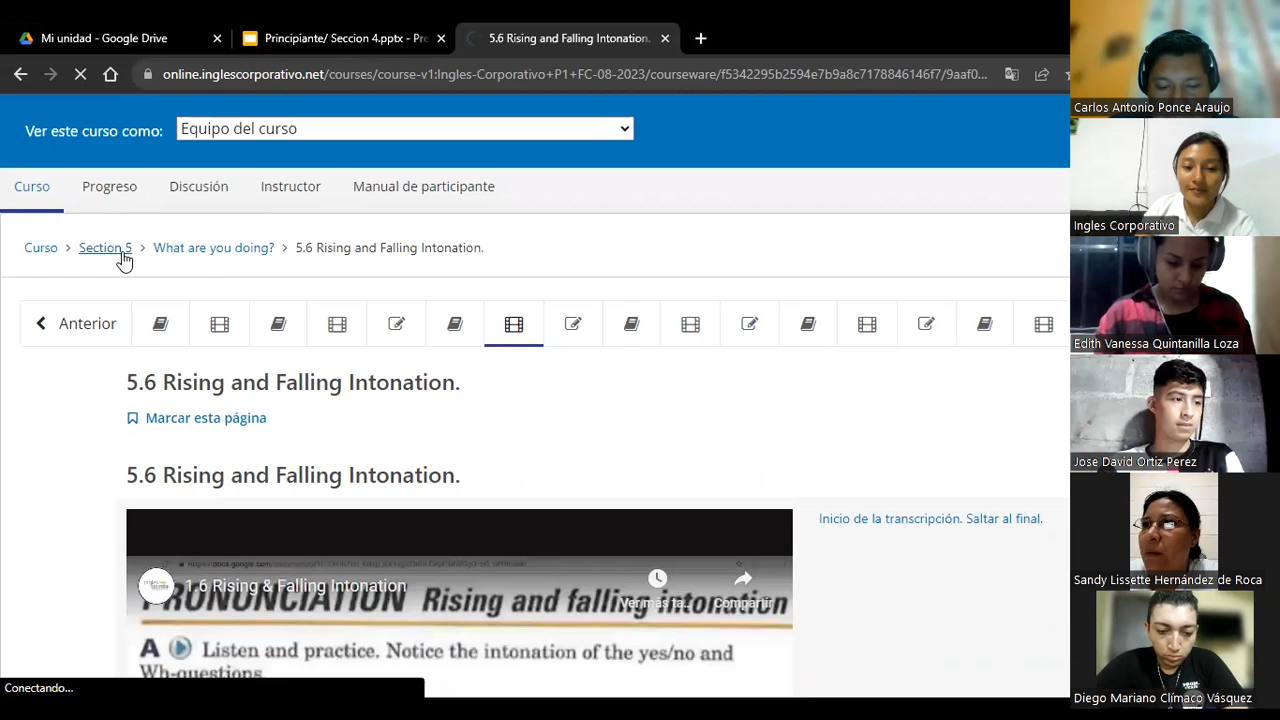 Mi unidad - Google Drive
Principiante/ Seccion 4.pptx - Pre
5.6 Rising and Falling Intonation.
online.inglescorporativo.net/courses/course-v1:Ingles-Corporativo+P1+FC-08-2023/courseware/f5342295b2594e7b9a8c7178846146f7/9aaf0...
Ver este curso como:
Equipo del curso
Curso
Progreso
Discusión
Instructor
Manual de participante
Curso > Section 5 > What are you doing? > 5.6 Rising and Falling Intonation.
Anterior
5.6 Rising and Falling Intonation.
Marcar esta página
5.6 Rising and Falling Intonation.
Inicio de la transcripción. Saltar al final.
1.6 Rising & Falling Intonation
Ver más ta...
Compartir
PRONUNCIATION Rising and falling intonation
A Listen and practice. Notice the intonation of the yes/no and
Wh-questions
Conectando...
Carlos Antonio Ponce Araujo
Ingles Corporativo
Edith Vanessa Quintanilla Loza
Jose David Ortiz Perez
Sandy Lissette Hernández de Roca
Diego Mariano Clímaco Vásquez